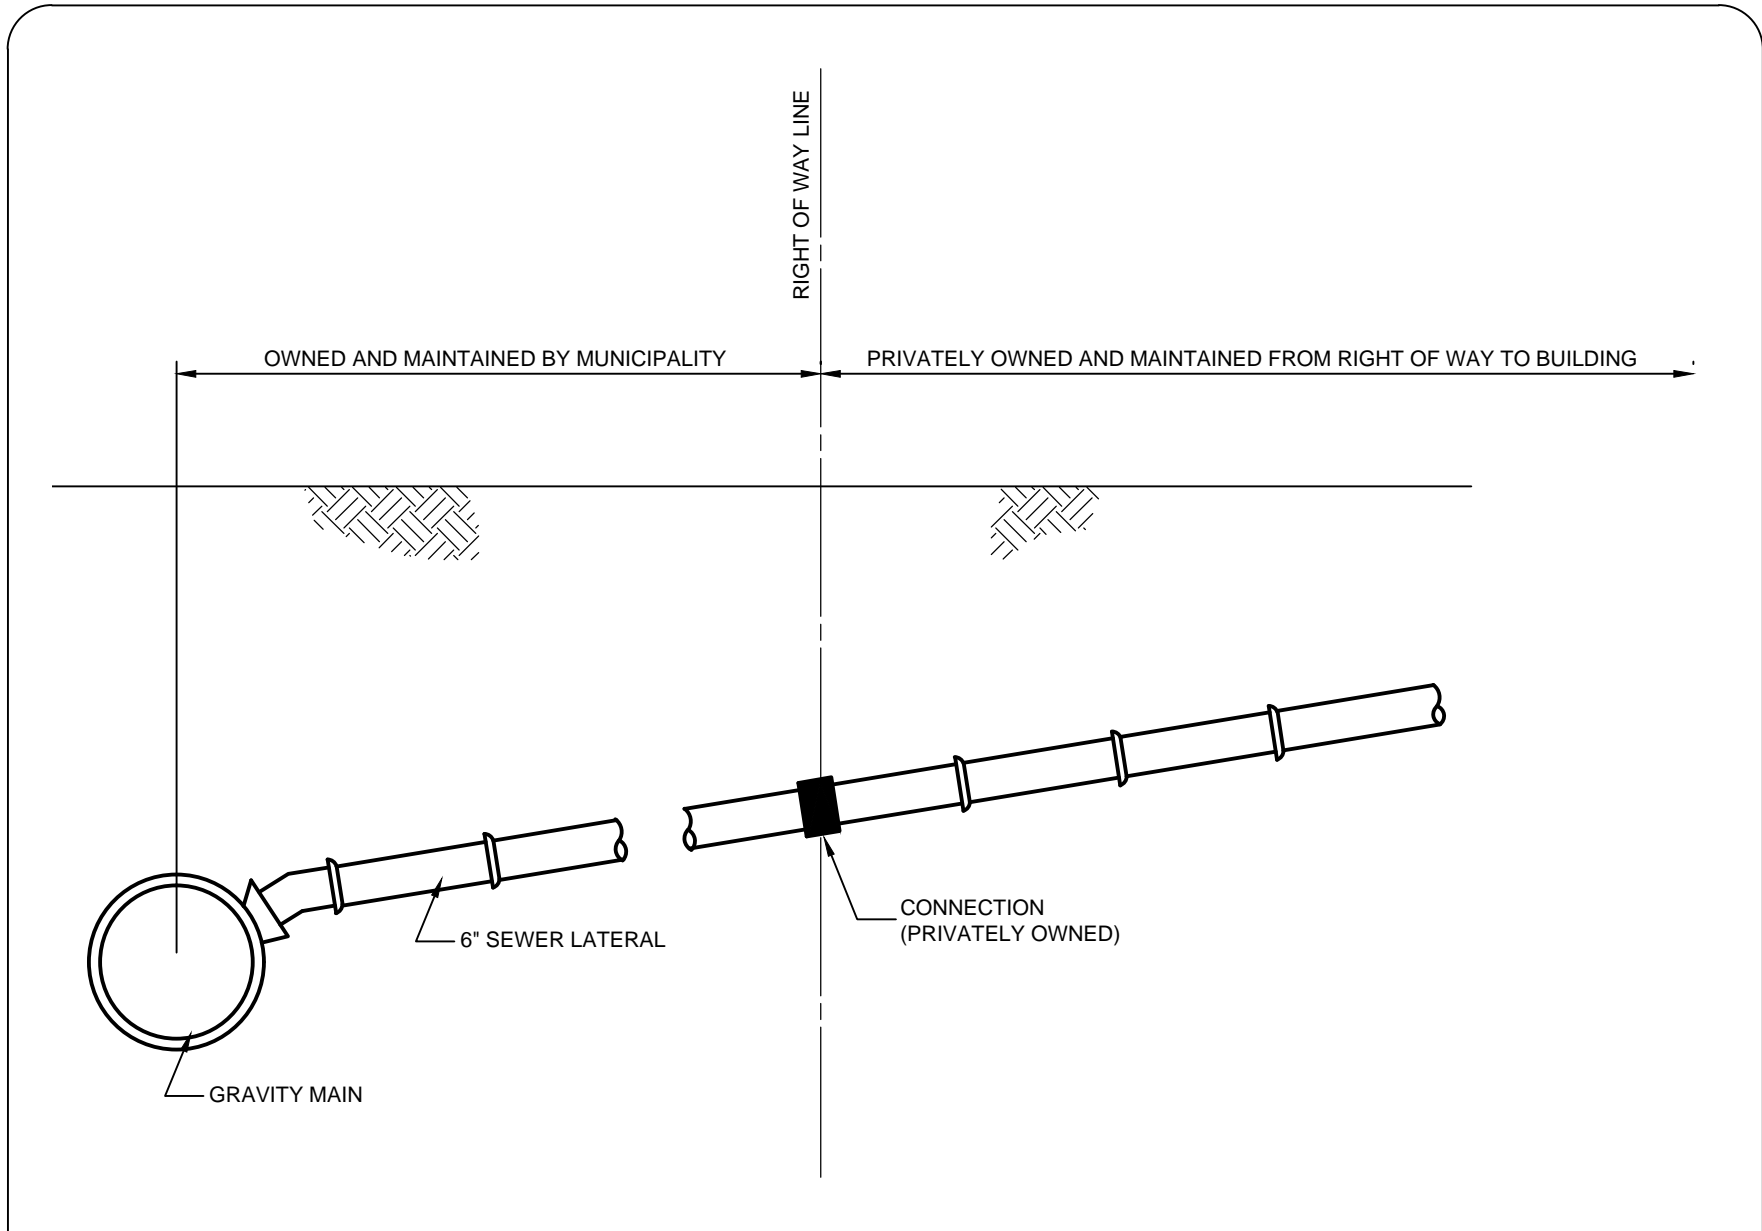 RIGHT OF WAY LINE
OWNED AND MAINTAINED BY MUNICIPALITY
PRIVATELY OWNED AND MAINTAINED FROM RIGHT OF WAY TO BUILDING
CONNECTION
(PRIVATELY OWNED)
6" SEWER LATERAL
GRAVITY MAIN